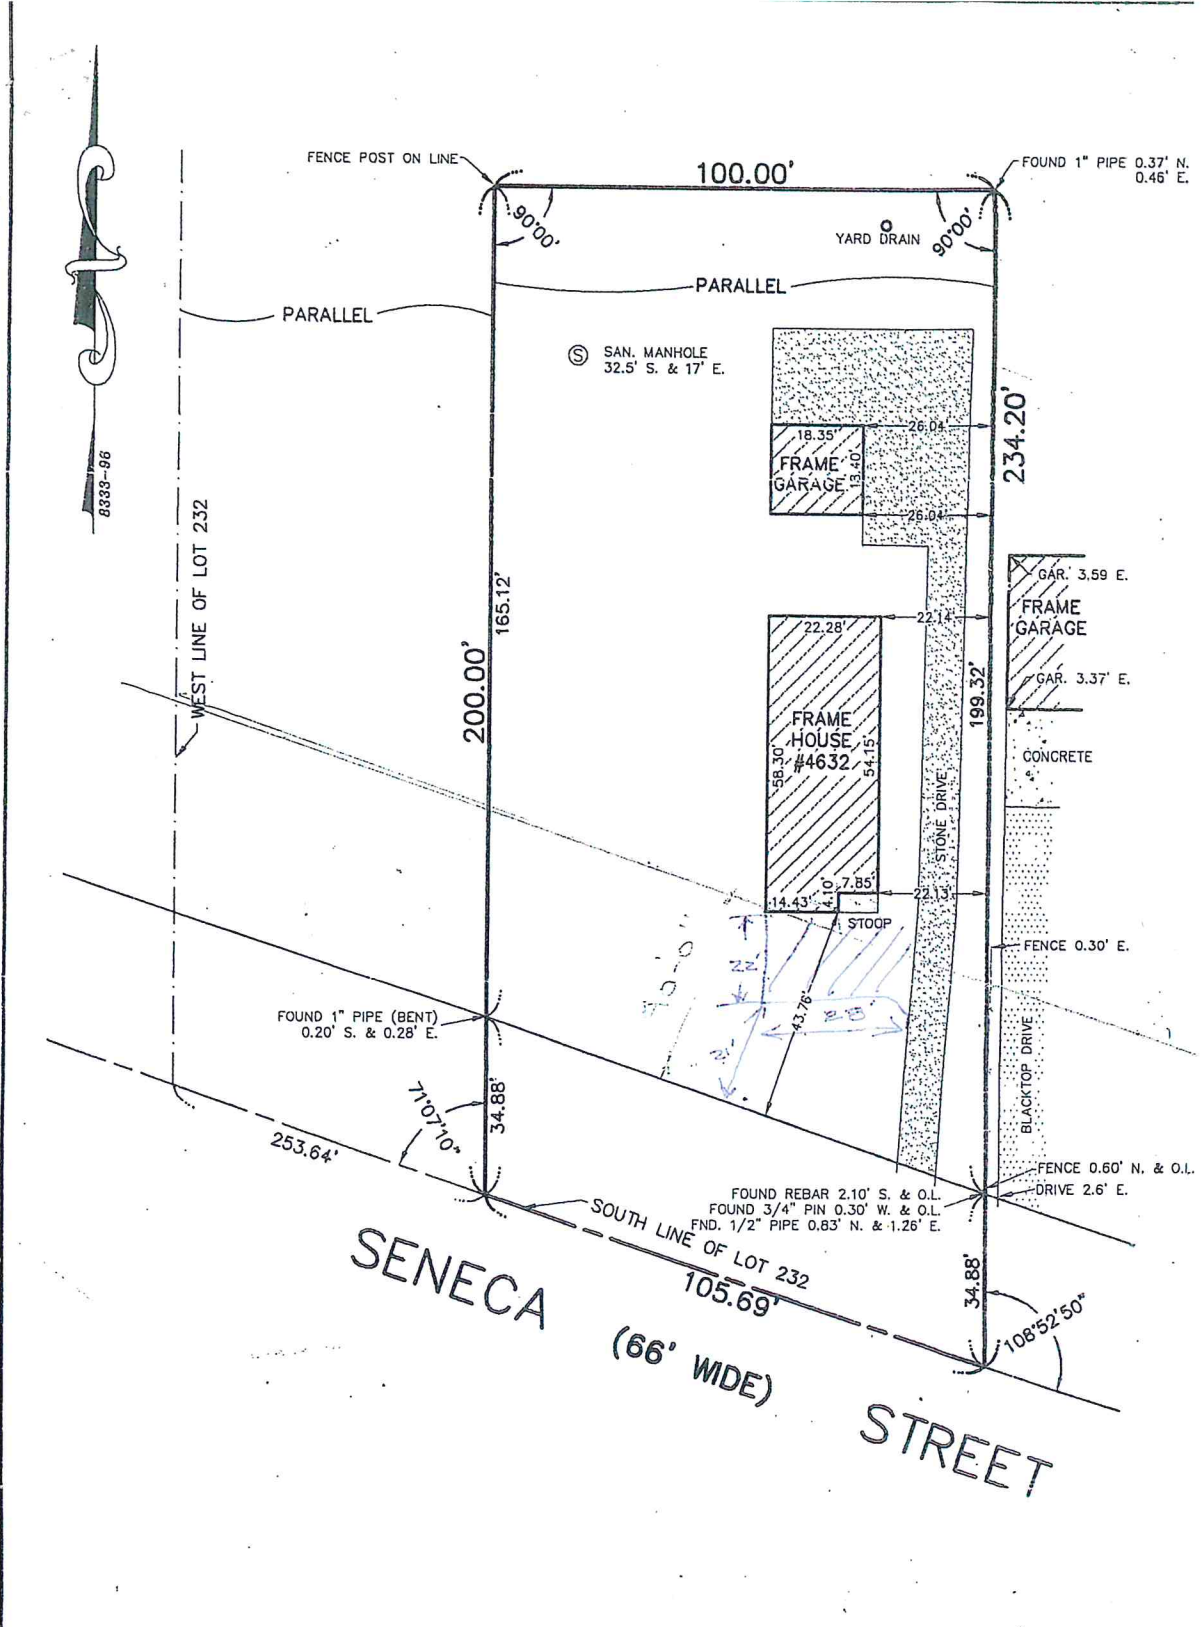 FENCE POST ON LINE
100.00'
FOUND 1" PIPE 0.37' N.
0.46' E.
90°00'
90°00'
YARD DRAIN
PARALLEL
PARALLEL
S
SAN. MANHOLE
32.5' S. & 17' E.
8333-96
234.20'
18.35'
26.04'
FRAME
GARAGE
13.40'
26.04'
WEST LINE OF LOT 232
165.12'
200.00'
GAR. 3.59 E.
FRAME
GARAGE
GAR. 3.37' E.
22.28'
22.14'
199.32'
FRAME
HOUSE
#4632
58.30'
54.15'
STONE DRIVE
CONCRETE
7.85'
4.10'
14.43'
22.13'
STOOP
FENCE 0.30' E.
22'
28'
43.76'
21'
FOUND 1" PIPE (BENT)
0.20' S. & 0.28' E.
BLACKTOP DRIVE
71°07'10"
34.88'
253.64'
FENCE 0.60' N. & O.L.
DRIVE 2.6' E.
FOUND REBAR 2.10' S. & O.L.
FOUND 3/4" PIN 0.30' W. & O.L.
FND. 1/2" PIPE 0.83' N. & 1.26' E.
SOUTH LINE OF LOT 232
105.69'
34.88'
108°52'50"
SENECA
(66' WIDE)
STREET